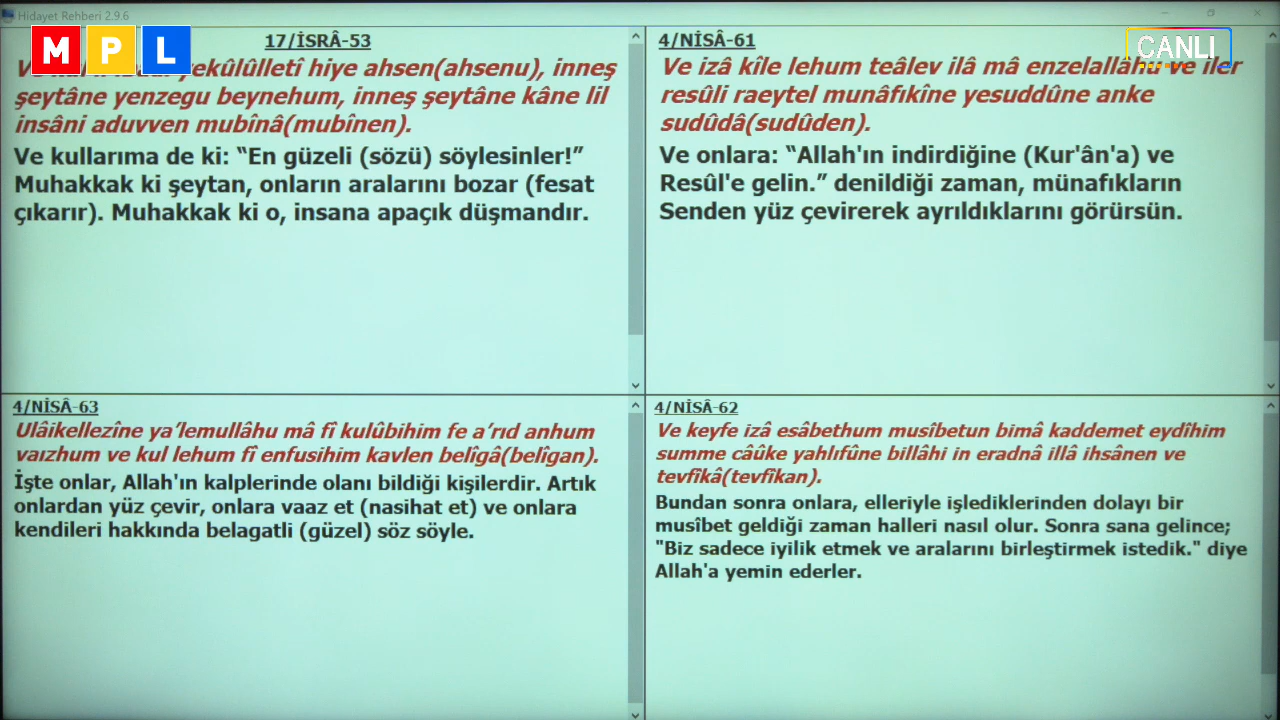 Hidayet Rehberi 2.9.6
M P L
CANLI
17/İSRÂ-53
yekûlûlletî hiye ahsen(ahsenu), inneş
şeytâne yenzegu beynehum, inneş şeytâne kâne lil
insâni aduvven mubînâ(mubînen).
Ve kullarıma de ki: “En güzeli (sözü) söylesinler!”
Muhakkak ki şeytan, onların aralarını bozar (fesat
çıkarır). Muhakkak ki o, insana apaçık düşmandır.
4/NİSÂ-61
Ve izâ kîle lehum teâlev ilâ mâ enzelallâhu ve iler
resûli raeytel munâfıkîne yesuddûne anke
sudûdâ(sudûden).
Ve onlara: “Allah'ın indirdiğine (Kur'ân'a) ve
Resûl'e gelin.” denildiği zaman, münafıkların
Senden yüz çevirerek ayrıldıklarını görürsün.
4/NİSÂ-63
Ulâikellezîne ya’lemullâhu mâ fî kulûbihim fe a’rıd anhum
vaızhum ve kul lehum fî enfusihim kavlen belîgâ(belîgan).
İşte onlar, Allah'ın kalplerinde olanı bildiği kişilerdir. Artık
onlardan yüz çevir, onlara vaaz et (nasihat et) ve onlara
kendileri hakkında belagatli (güzel) söz söyle.
4/NİSÂ-62
Ve keyfe izâ esâbethum musîbetun bimâ kaddemet eydîhim
summe câûke yahlıfûne billâhi in eradnâ illâ ihsânen ve
tevfîkâ(tevfîkan).
Bundan sonra onlara, elleriyle işlediklerinden dolayı bir
musîbet geldiği zaman halleri nasıl olur. Sonra sana gelince;
"Biz sadece iyilik etmek ve aralarını birleştirmek istedik." diye
Allah'a yemin ederler.